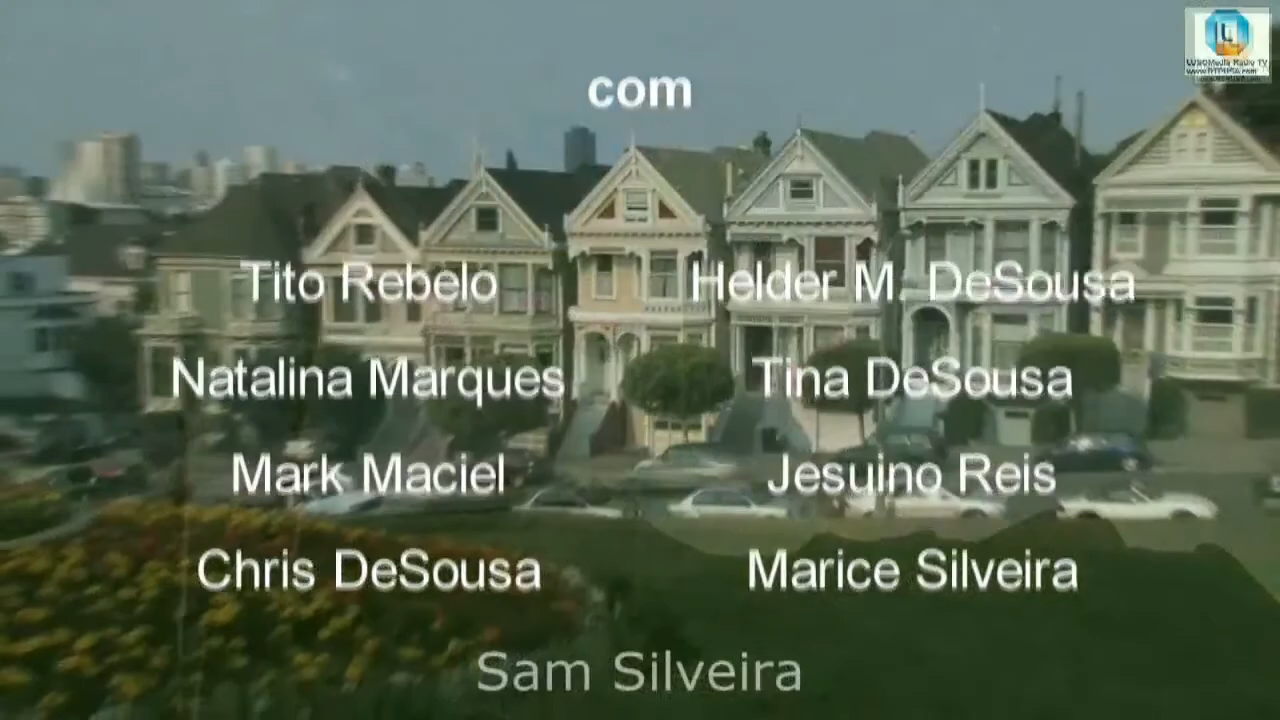 com
Tito Rebelo
Helder M. DeSousa
Natalina Marques
Tina DeSousa
Mark Maciel
Jesuino Reis
Chris DeSousa
Marice Silveira
Sam Silveira